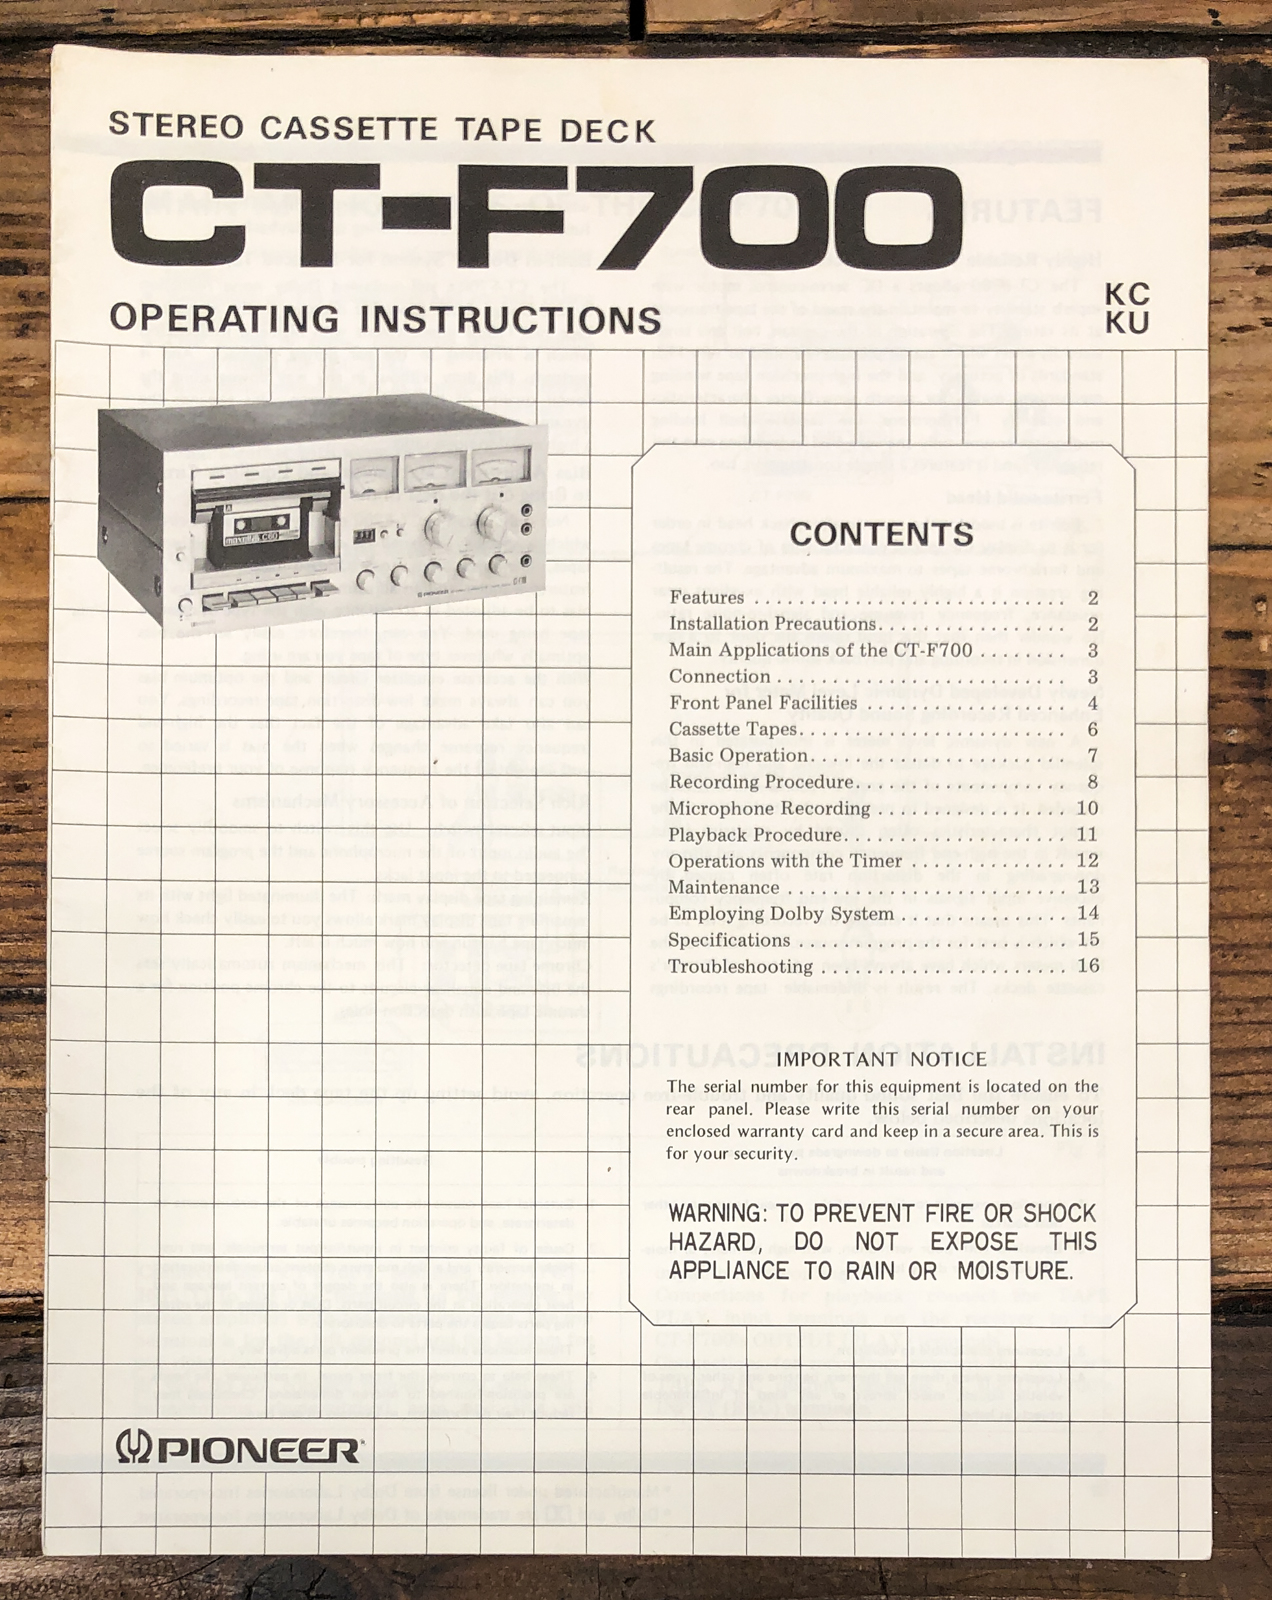 STEREO CASSETTE TAPE DECK
CT-F700
OPERATING INSTRUCTIONS
KC
KU
maxell C60
PIONEER
CONTENTS
Features . . . . . . . . . . . . . . . . . . . . . . . . . . . . 2
Installation Precautions. . . . . . . . . . . . . . . . . 2
Main Applications of the CT-F700 . . . . . . . . 3
Connection . . . . . . . . . . . . . . . . . . . . . . . . . . 3
Front Panel Facilities . . . . . . . . . . . . . . . . . . 4
Cassette Tapes. . . . . . . . . . . . . . . . . . . . . . . . 6
Basic Operation. . . . . . . . . . . . . . . . . . . . . . . 7
Recording Procedure. . . . . . . . . . . . . . . . . . . 8
Microphone Recording . . . . . . . . . . . . . . . . . 10
Playback Procedure. . . . . . . . . . . . . . . . . . . . 11
Operations with the Timer . . . . . . . . . . . . . . 12
Maintenance . . . . . . . . . . . . . . . . . . . . . . . . . 13
Employing Dolby System . . . . . . . . . . . . . . . 14
Specifications . . . . . . . . . . . . . . . . . . . . . . . . 15
Troubleshooting . . . . . . . . . . . . . . . . . . . . . . 16
IMPORTANT NOTICE
The serial number for this equipment is located on the
rear panel. Please write this serial number on your
enclosed warranty card and keep in a secure area. This is
for your security.
WARNING: TO PREVENT FIRE OR SHOCK
HAZARD, DO NOT EXPOSE THIS
APPLIANCE TO RAIN OR MOISTURE.
PIONEER